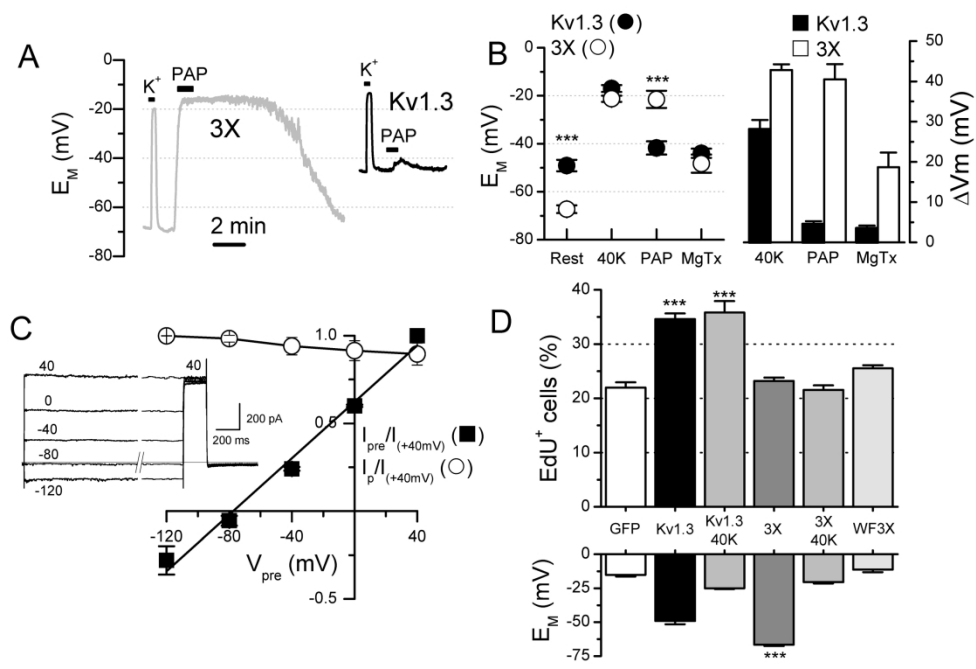 A
0
-20
-40
-60
-80
E_M (mV)
K⁺
PAP
3X
2 min
K⁺
Kv1.3
PAP
B
Kv1.3 (●)
3X (○)
0
-20
-40
-60
-80
E_M (mV)
***
***
Rest
40K
PAP
MgTx
Kv1.3
3X
50
40
30
20
10
0
ΔVm (mV)
40K
PAP
MgTx
C
40
0
-40
-80
-120
40
200 pA
200 ms
1.0
0.5
-0.5
I_pre/I_(+40mV) (■)
I_p/I_(+40mV) (○)
-120
-80
-40
0
40
V_pre (mV)
D
40
30
20
10
0
EdU⁺ cells (%)
***
***
GFP
Kv1.3
Kv1.3 40K
3X
3X 40K
WF3X
0
-25
-50
-75
E_M (mV)
***